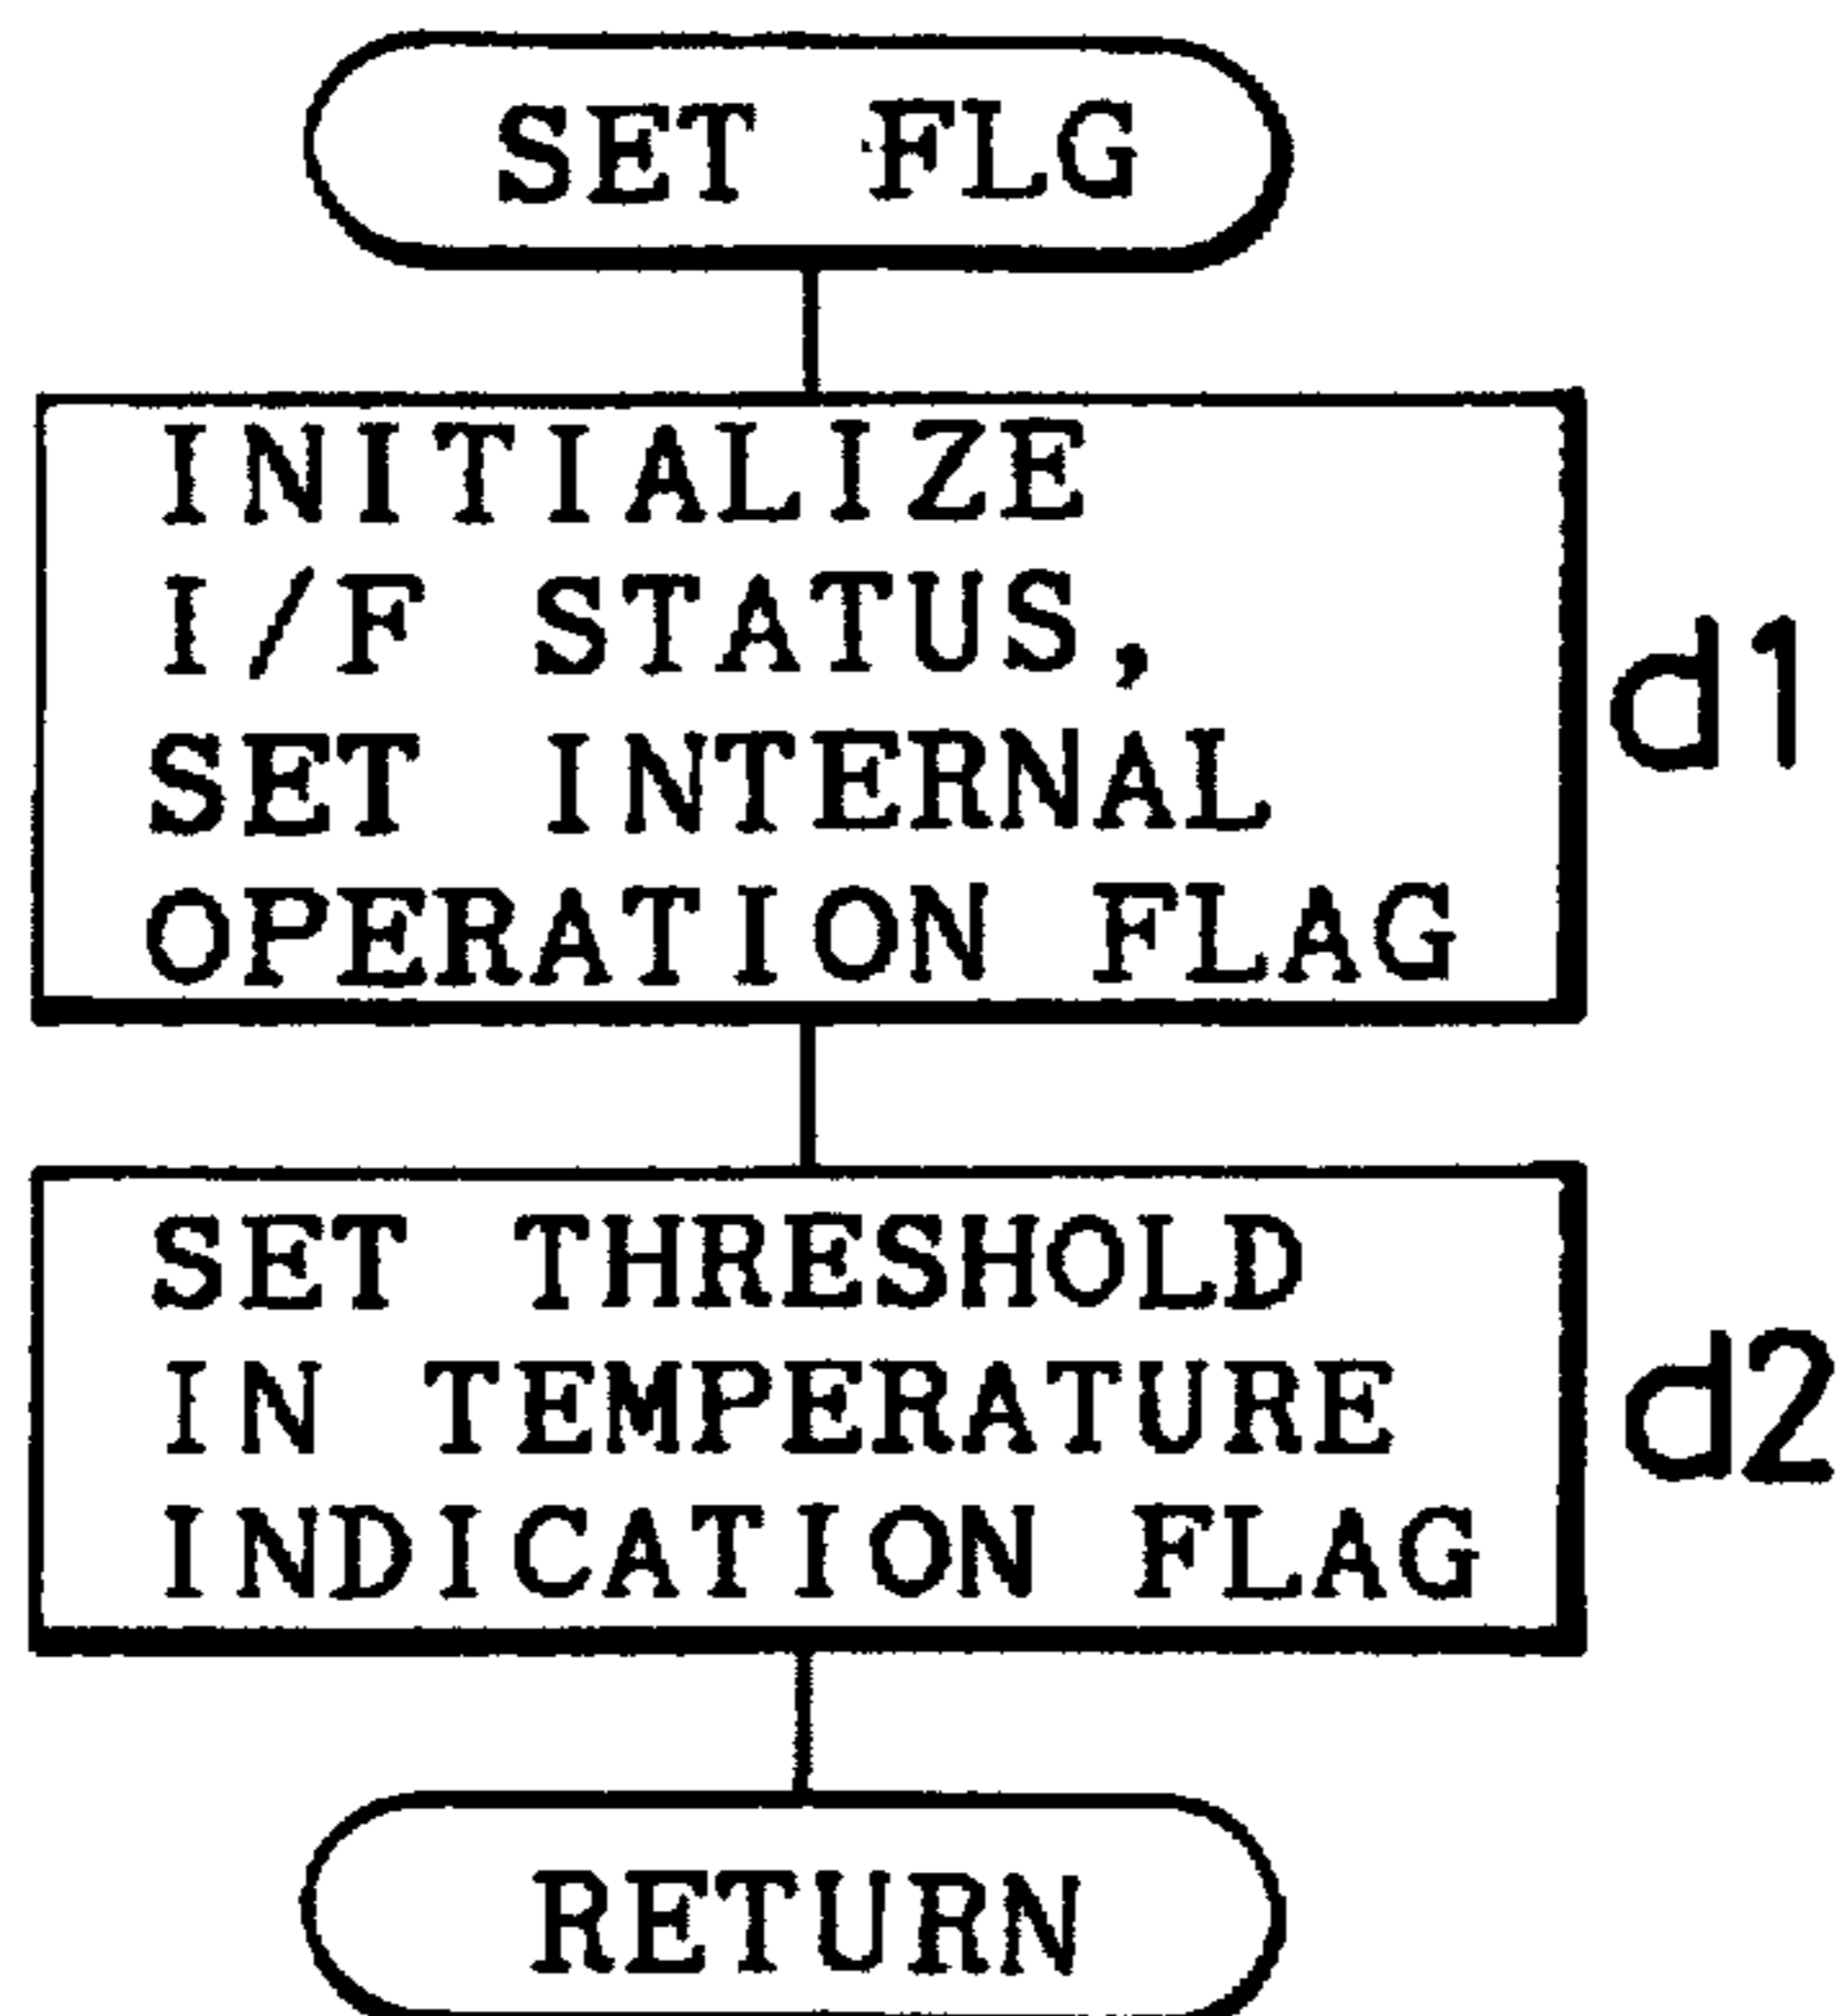 SET FLG
INITIALIZE
I/F STATUS,
SET INTERNAL
OPERATION FLAG
d1
SET THRESHOLD
IN TEMPERATURE
INDICATION FLAG
d2
RETURN